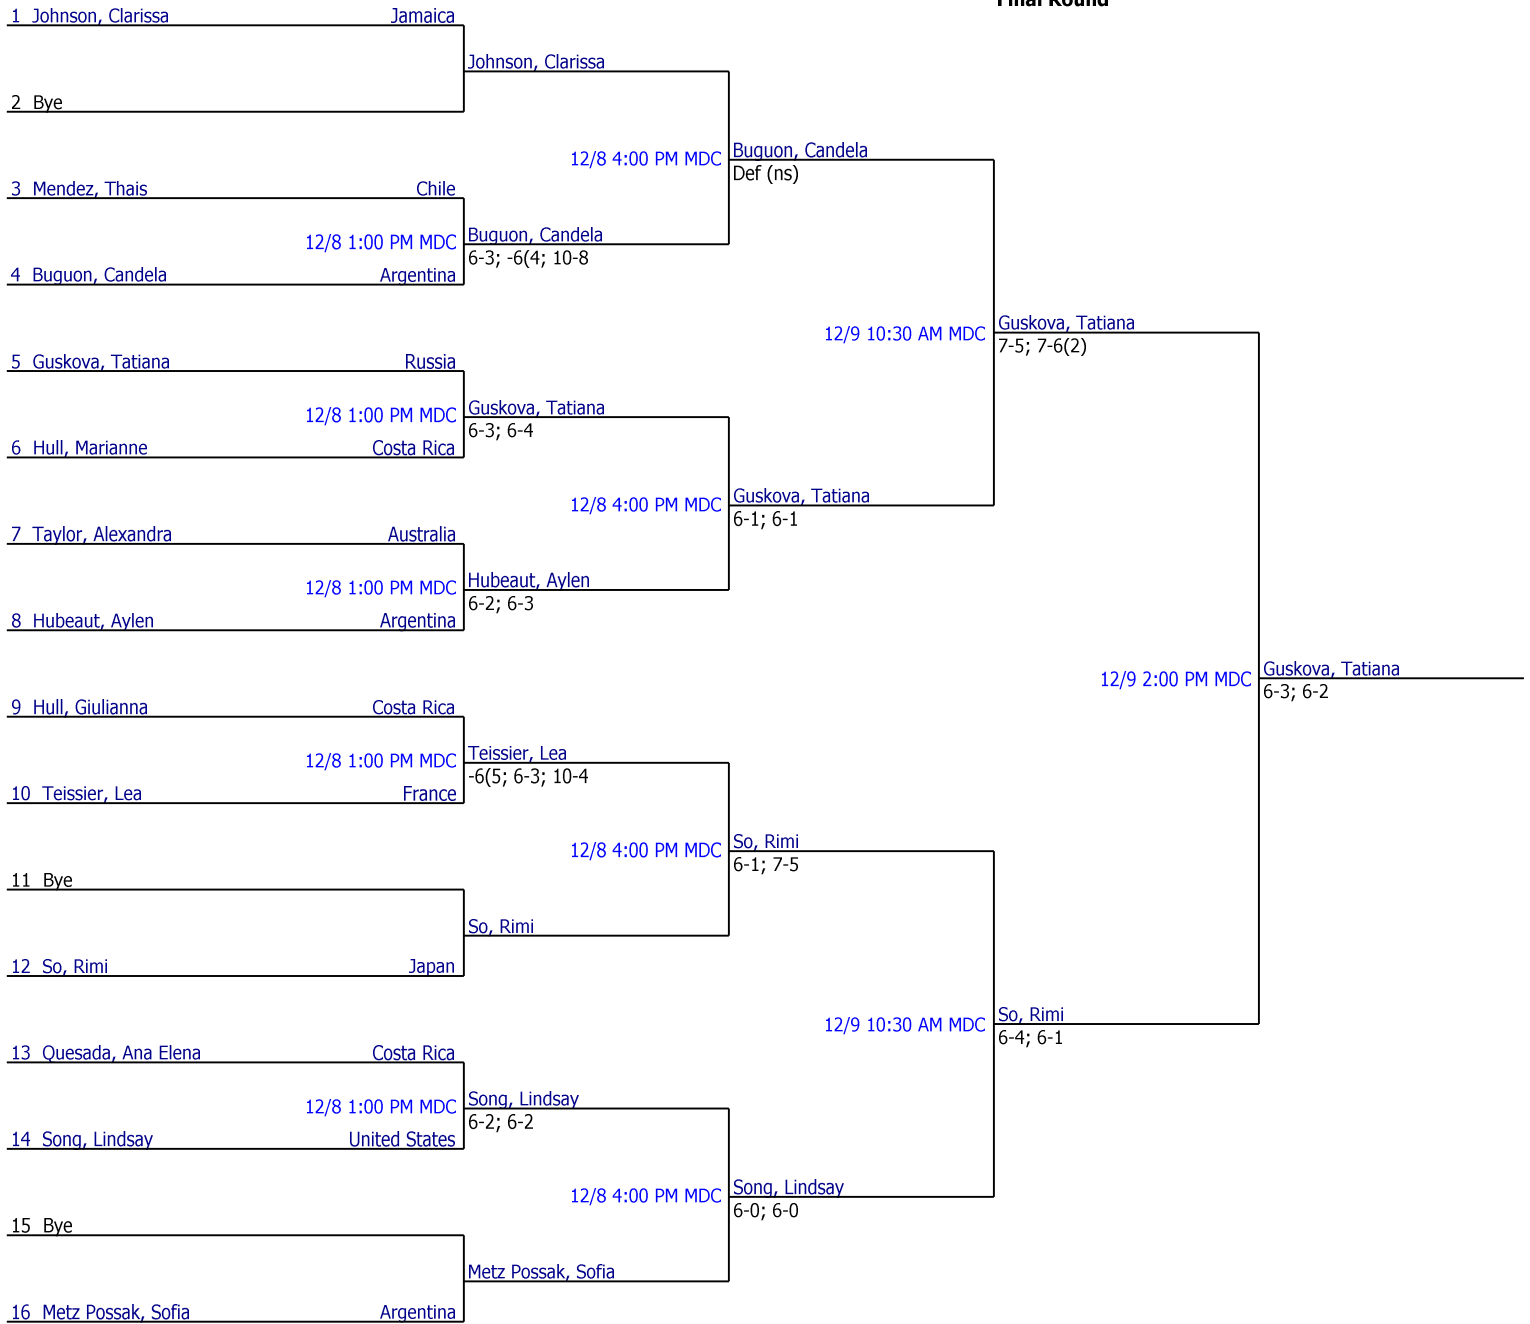 Final Round
1 Johnson, Clarissa Jamaica
Johnson, Clarissa
2 Bye
12/8 4:00 PM MDC Buguon, Candela
Def (ns)
3 Mendez, Thais Chile
12/8 1:00 PM MDC Buguon, Candela
6-3; -6(4; 10-8
4 Buguon, Candela Argentina
12/9 10:30 AM MDC Guskova, Tatiana
7-5; 7-6(2)
5 Guskova, Tatiana Russia
12/8 1:00 PM MDC Guskova, Tatiana
6-3; 6-4
6 Hull, Marianne Costa Rica
12/8 4:00 PM MDC Guskova, Tatiana
6-1; 6-1
7 Taylor, Alexandra Australia
12/8 1:00 PM MDC Hubeaut, Aylen
6-2; 6-3
8 Hubeaut, Aylen Argentina
12/9 2:00 PM MDC Guskova, Tatiana
6-3; 6-2
9 Hull, Giulianna Costa Rica
12/8 1:00 PM MDC Teissier, Lea
-6(5; 6-3; 10-4
10 Teissier, Lea France
12/8 4:00 PM MDC So, Rimi
6-1; 7-5
11 Bye
So, Rimi
12 So, Rimi Japan
12/9 10:30 AM MDC So, Rimi
6-4; 6-1
13 Quesada, Ana Elena Costa Rica
12/8 1:00 PM MDC Song, Lindsay
6-2; 6-2
14 Song, Lindsay United States
12/8 4:00 PM MDC Song, Lindsay
6-0; 6-0
15 Bye
Metz Possak, Sofia
16 Metz Possak, Sofia Argentina